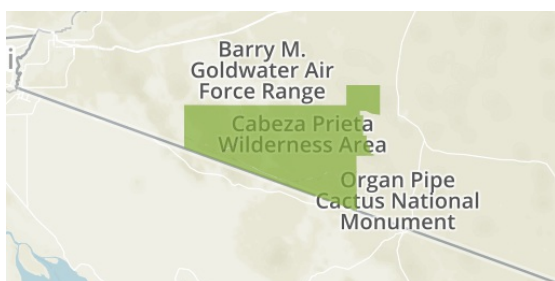 Barry M.
Goldwater Air
Force Range
Cabeza Prieta
Wilderness Area
Organ Pipe
Cactus National
Monument